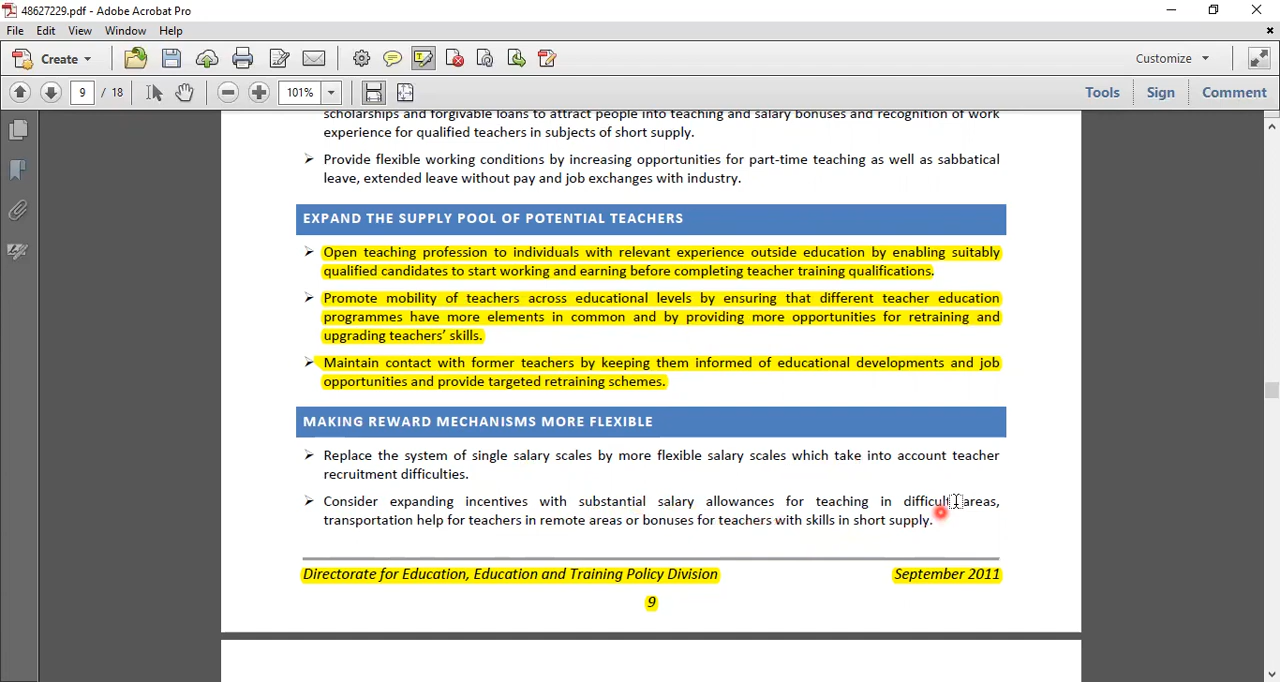 48627229.pdf - Adobe Acrobat Pro
File Edit View Window Help
Create Customize
9 / 18 101% Tools Sign Comment
scholarships and forgivable loans to attract people into teaching and salary bonuses and recognition of work
experience for qualified teachers in subjects of short supply.
➢ Provide flexible working conditions by increasing opportunities for part-time teaching as well as sabbatical
leave, extended leave without pay and job exchanges with industry.
EXPAND THE SUPPLY POOL OF POTENTIAL TEACHERS
➢ Open teaching profession to individuals with relevant experience outside education by enabling suitably
qualified candidates to start working and earning before completing teacher training qualifications.
➢ Promote mobility of teachers across educational levels by ensuring that different teacher education
programmes have more elements in common and by providing more opportunities for retraining and
upgrading teachers’ skills.
➢ Maintain contact with former teachers by keeping them informed of educational developments and job
opportunities and provide targeted retraining schemes.
MAKING REWARD MECHANISMS MORE FLEXIBLE
➢ Replace the system of single salary scales by more flexible salary scales which take into account teacher
recruitment difficulties.
➢ Consider expanding incentives with substantial salary allowances for teaching in difficult areas,
transportation help for teachers in remote areas or bonuses for teachers with skills in short supply.
Directorate for Education, Education and Training Policy Division September 2011
9